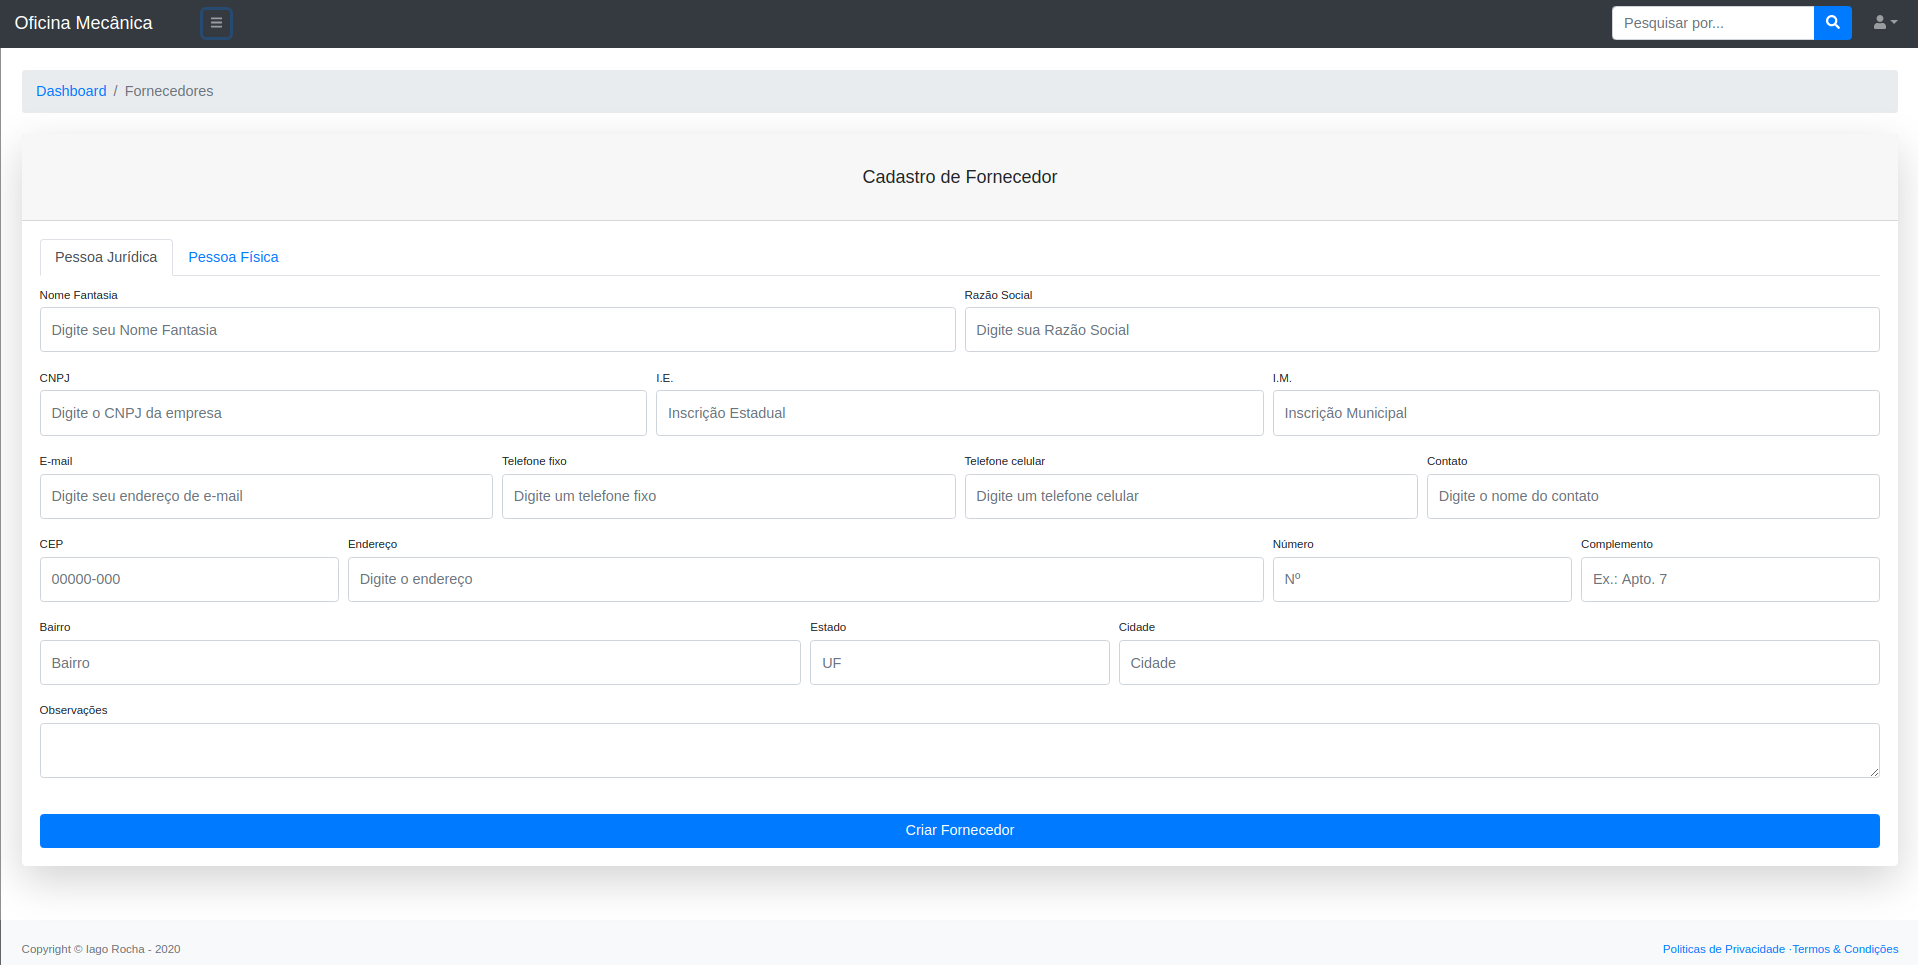 Oficina Mecânica
Pesquisar por...
Dashboard / Fornecedores
Cadastro de Fornecedor
Pessoa Jurídica Pessoa Física
Nome Fantasia Razão Social
Digite seu Nome Fantasia Digite sua Razão Social
CNPJ I.E. I.M.
Digite o CNPJ da empresa Inscrição Estadual Inscrição Municipal
E-mail Telefone fixo Telefone celular Contato
Digite seu endereço de e-mail Digite um telefone fixo Digite um telefone celular Digite o nome do contato
CEP Endereço Número Complemento
00000-000 Digite o endereço Nº Ex.: Apto. 7
Bairro Estado Cidade
Bairro UF Cidade
Observações
Criar Fornecedor
Copyright © Iago Rocha - 2020 Politicas de Privacidade ·Termos & Condições